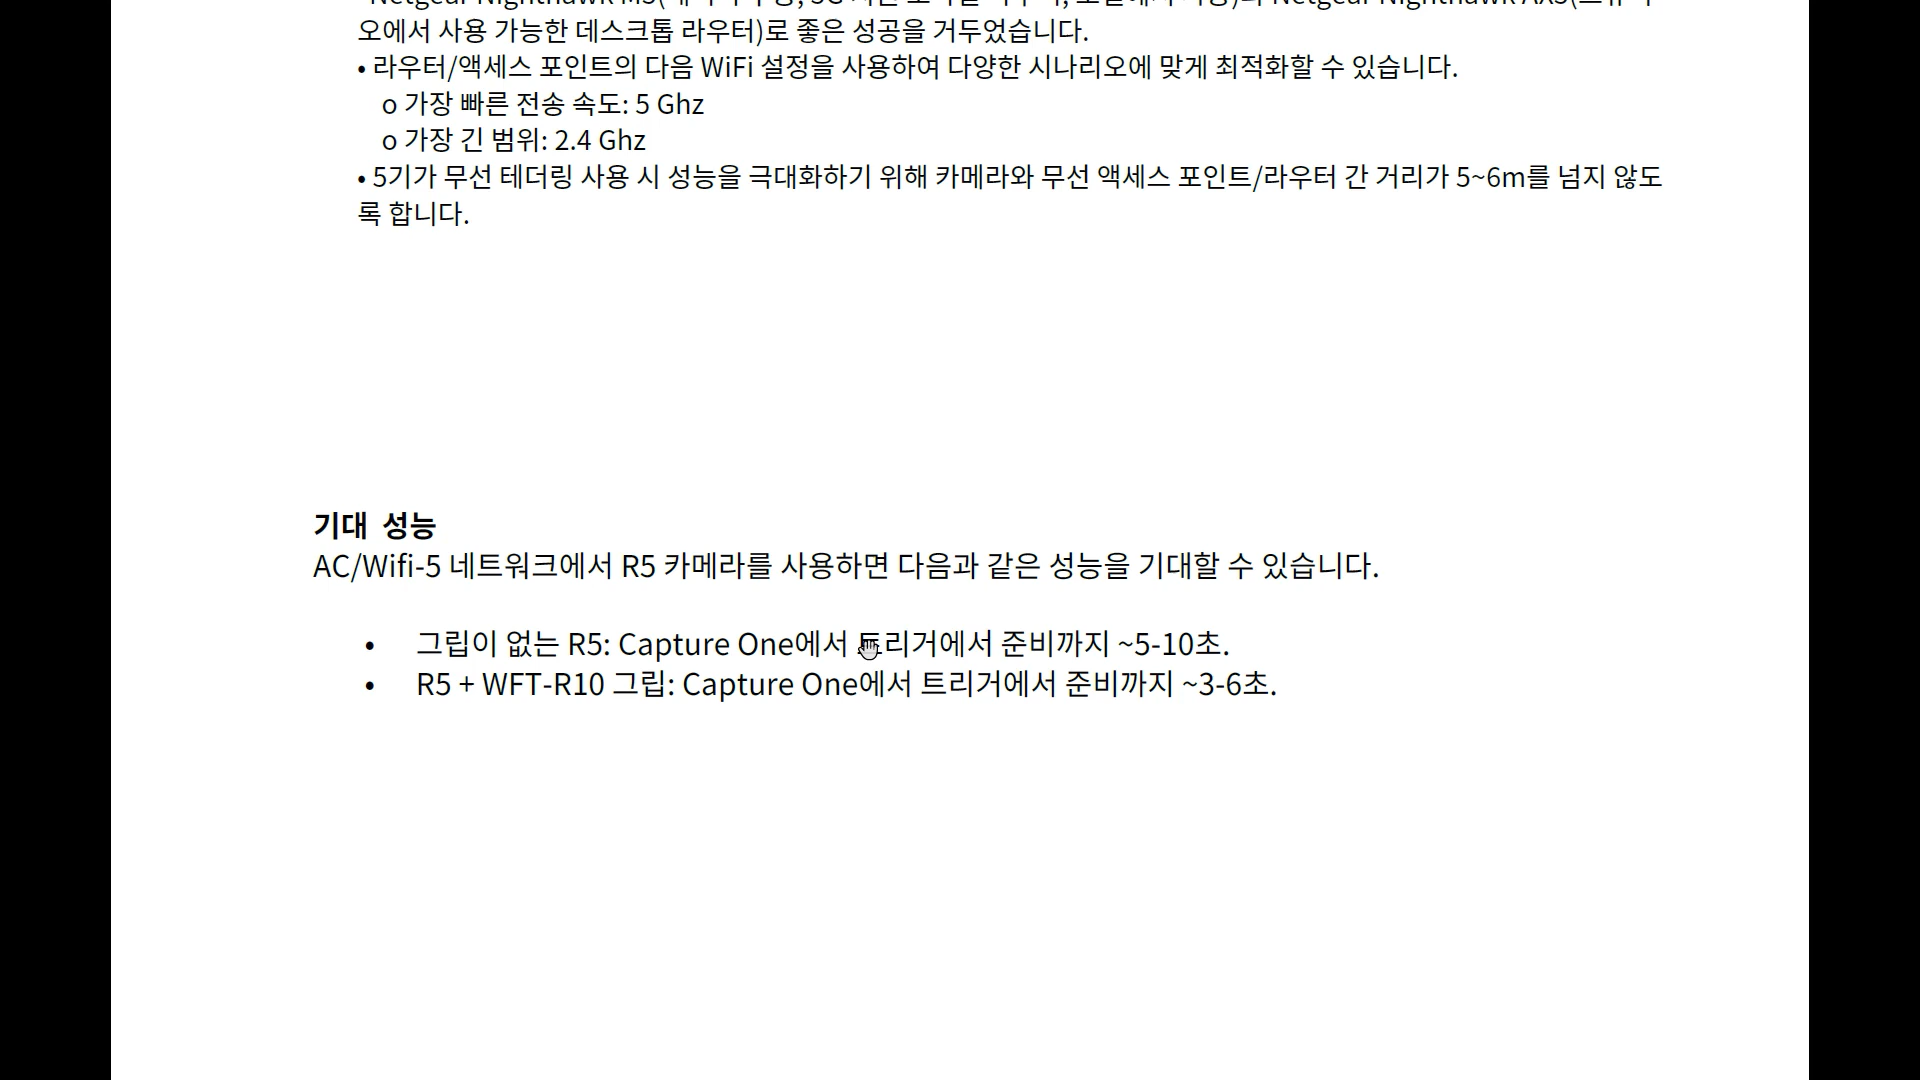 오에서 사용 가능한 데스크톱 라우터)로 좋은 성공을 거두었습니다.
• 라우터/액세스 포인트의 다음 WiFi 설정을 사용하여 다양한 시나리오에 맞게 최적화할 수 있습니다.
o 가장 빠른 전송 속도: 5 Ghz
o 가장 긴 범위: 2.4 Ghz
• 5기가 무선 테더링 사용 시 성능을 극대화하기 위해 카메라와 무선 액세스 포인트/라우터 간 거리가 5~6m를 넘지 않도
록 합니다.
기대 성능
AC/Wifi-5 네트워크에서 R5 카메라를 사용하면 다음과 같은 성능을 기대할 수 있습니다.
• 그립이 없는 R5: Capture One에서 트리거에서 준비까지 ~5-10초.
• R5 + WFT-R10 그립: Capture One에서 트리거에서 준비까지 ~3-6초.